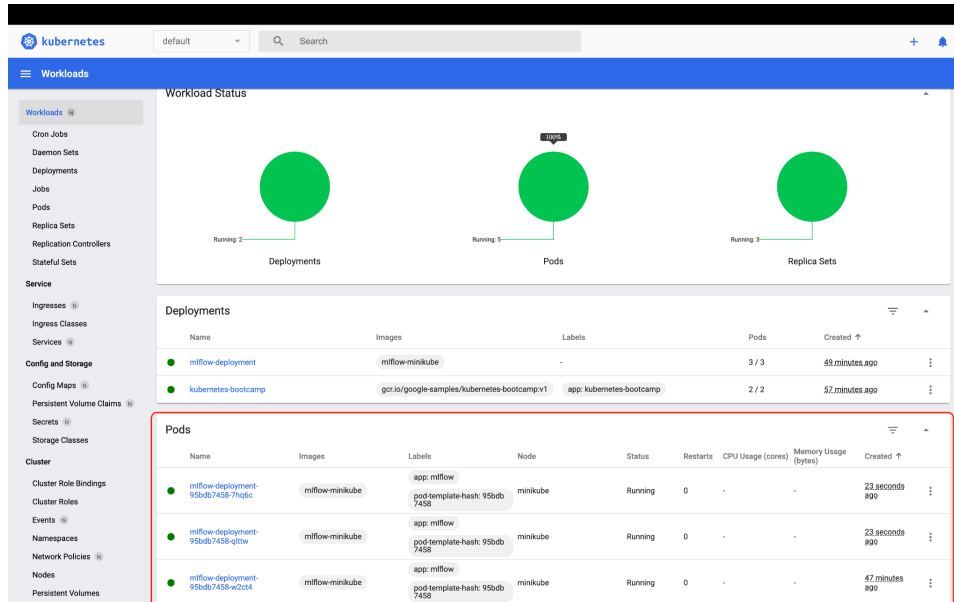 kubernetes
default
Search
Workloads
Workloads N
Cron Jobs
Daemon Sets
Deployments
Jobs
Pods
Replica Sets
Replication Controllers
Stateful Sets
Service
Ingresses N
Ingress Classes
Services N
Config and Storage
Config Maps N
Persistent Volume Claims N
Secrets N
Storage Classes
Cluster
Cluster Role Bindings
Cluster Roles
Events N
Namespaces
Network Policies N
Nodes
Persistent Volumes
Workload Status
100%
Running: 2
Running: 5
Running: 3
Deployments
Pods
Replica Sets
Deployments
Name Images Labels Pods Created
mlflow-deployment mlflow-minikube - 3 / 3 49 minutes ago
kubernetes-bootcamp gcr.io/google-samples/kubernetes-bootcamp:v1 app: kubernetes-bootcamp 2 / 2 57 minutes ago
Pods
Name Images Labels Node Status Restarts CPU Usage (cores) Memory Usage (bytes) Created
mlflow-deployment-
95bdb7458-7hq6c
mlflow-minikube
app: mlflow
pod-template-hash: 95bdb
7458
minikube
Running
0
-
-
23 seconds
ago
mlflow-deployment-
95bdb7458-qlttw
mlflow-minikube
app: mlflow
pod-template-hash: 95bdb
7458
minikube
Running
0
-
-
23 seconds
ago
mlflow-deployment-
95bdb7458-w2ct4
mlflow-minikube
app: mlflow
pod-template-hash: 95bdb
7458
minikube
Running
0
-
-
47 minutes
ago